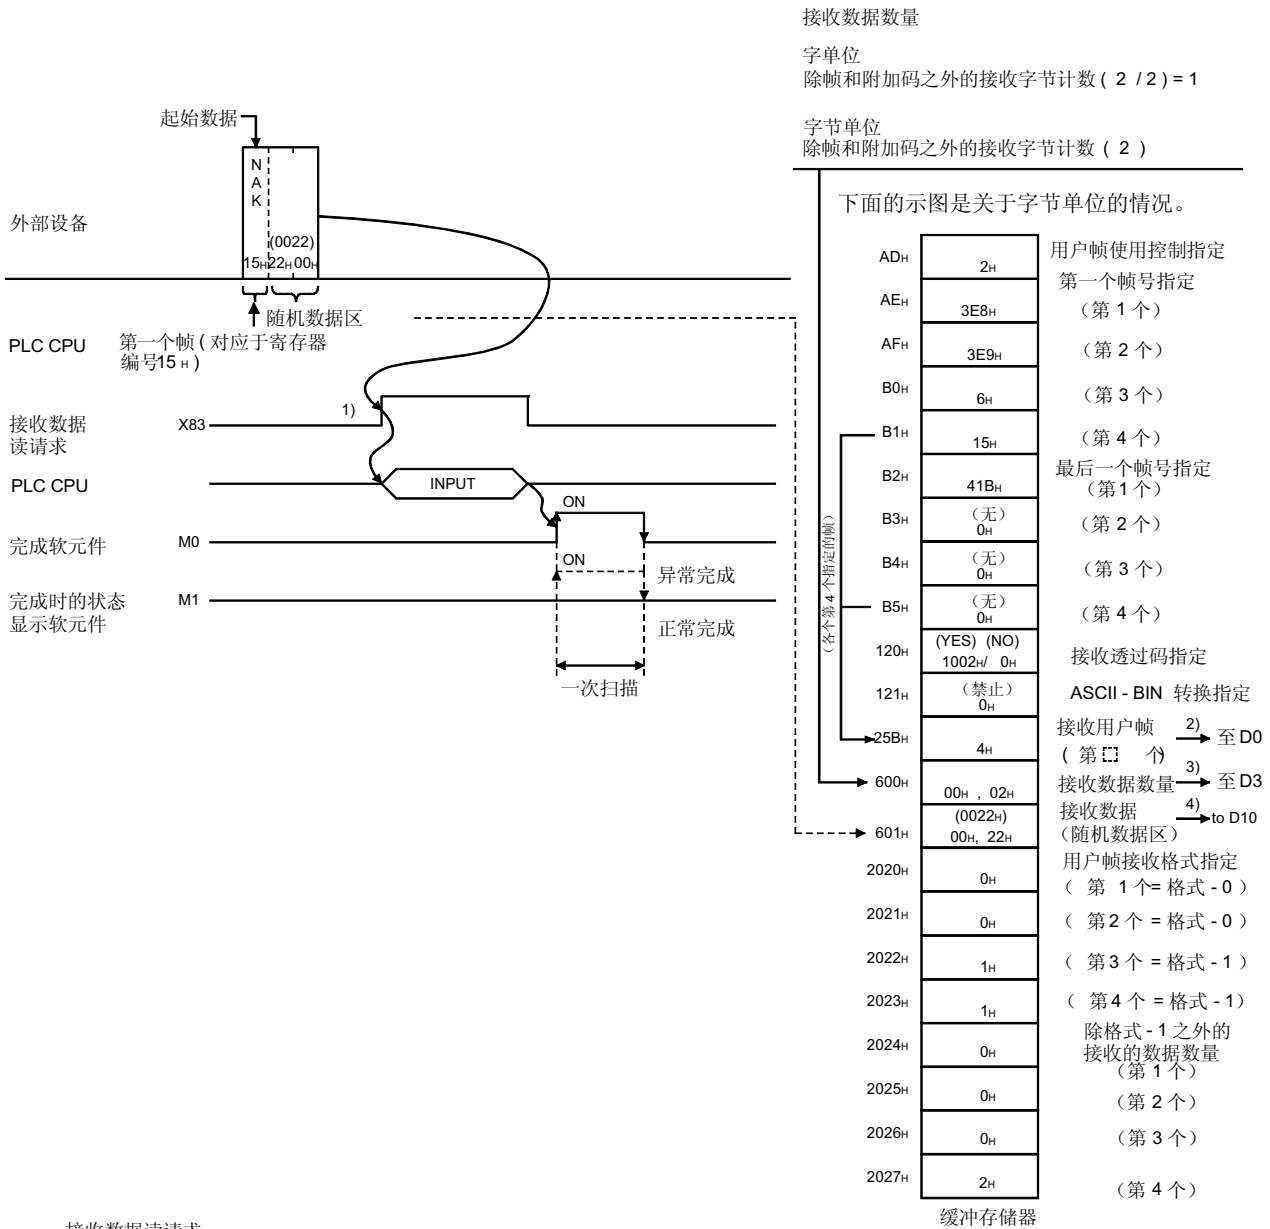 接收数据数量
字单位
除帧和附加码之外的接收字节计数 ( 2 / 2 ) = 1
字节单位
除帧和附加码之外的接收字节计数 ( 2 )
下面的示图是关于字节单位的情况。
起始数据
N
A
K
(0022)
15H 22H 00H
外部设备
随机数据区
第一个帧 ( 对应于寄存器
编号15 H )
PLC CPU
接收数据
读请求
X83
1)
PLC CPU
INPUT
完成软元件
M0
ON
ON
异常完成
完成时的状态
显示软元件
M1
正常完成
一次扫描
(各个第 4 个指定的帧)
ADH 2H 用户帧使用控制指定
第一个帧号指定
AEH 3E8H (第 1 个)
AFH 3E9H (第 2 个)
B0H 6H (第 3 个)
B1H 15H (第 4 个)
最后一个帧号指定
B2H 41BH (第1 个)
B3H (无) 0H (第 2 个)
B4H (无) 0H (第 3 个)
B5H (无) 0H (第 4 个)
120H (YES) (NO) 1002H/ 0H 接收透过码指定
121H (禁止) 0H ASCII - BIN 转换指定
25BH 4H 接收用户帧 ( 第 个) 2) 至 D0
600H 00H , 02H 接收数据数量 3) 至 D3
601H (0022H) 00H, 22H 接收数据 (随机数据区) 4) to D10
用户帧接收格式指定
2020H 0H ( 第 1 个= 格式 - 0 )
2021H 0H ( 第2 个 = 格式 - 0)
2022H 1H ( 第3 个 = 格式 - 1 )
2023H 1H ( 第4 个 = 格式 - 1)
除格式 - 1 之外的
接收的数据数量
2024H 0H (第 1 个)
2025H 0H (第 2 个)
2026H 0H (第 3 个)
2027H 2H (第 4 个)
缓冲存储器
接收数据读请求